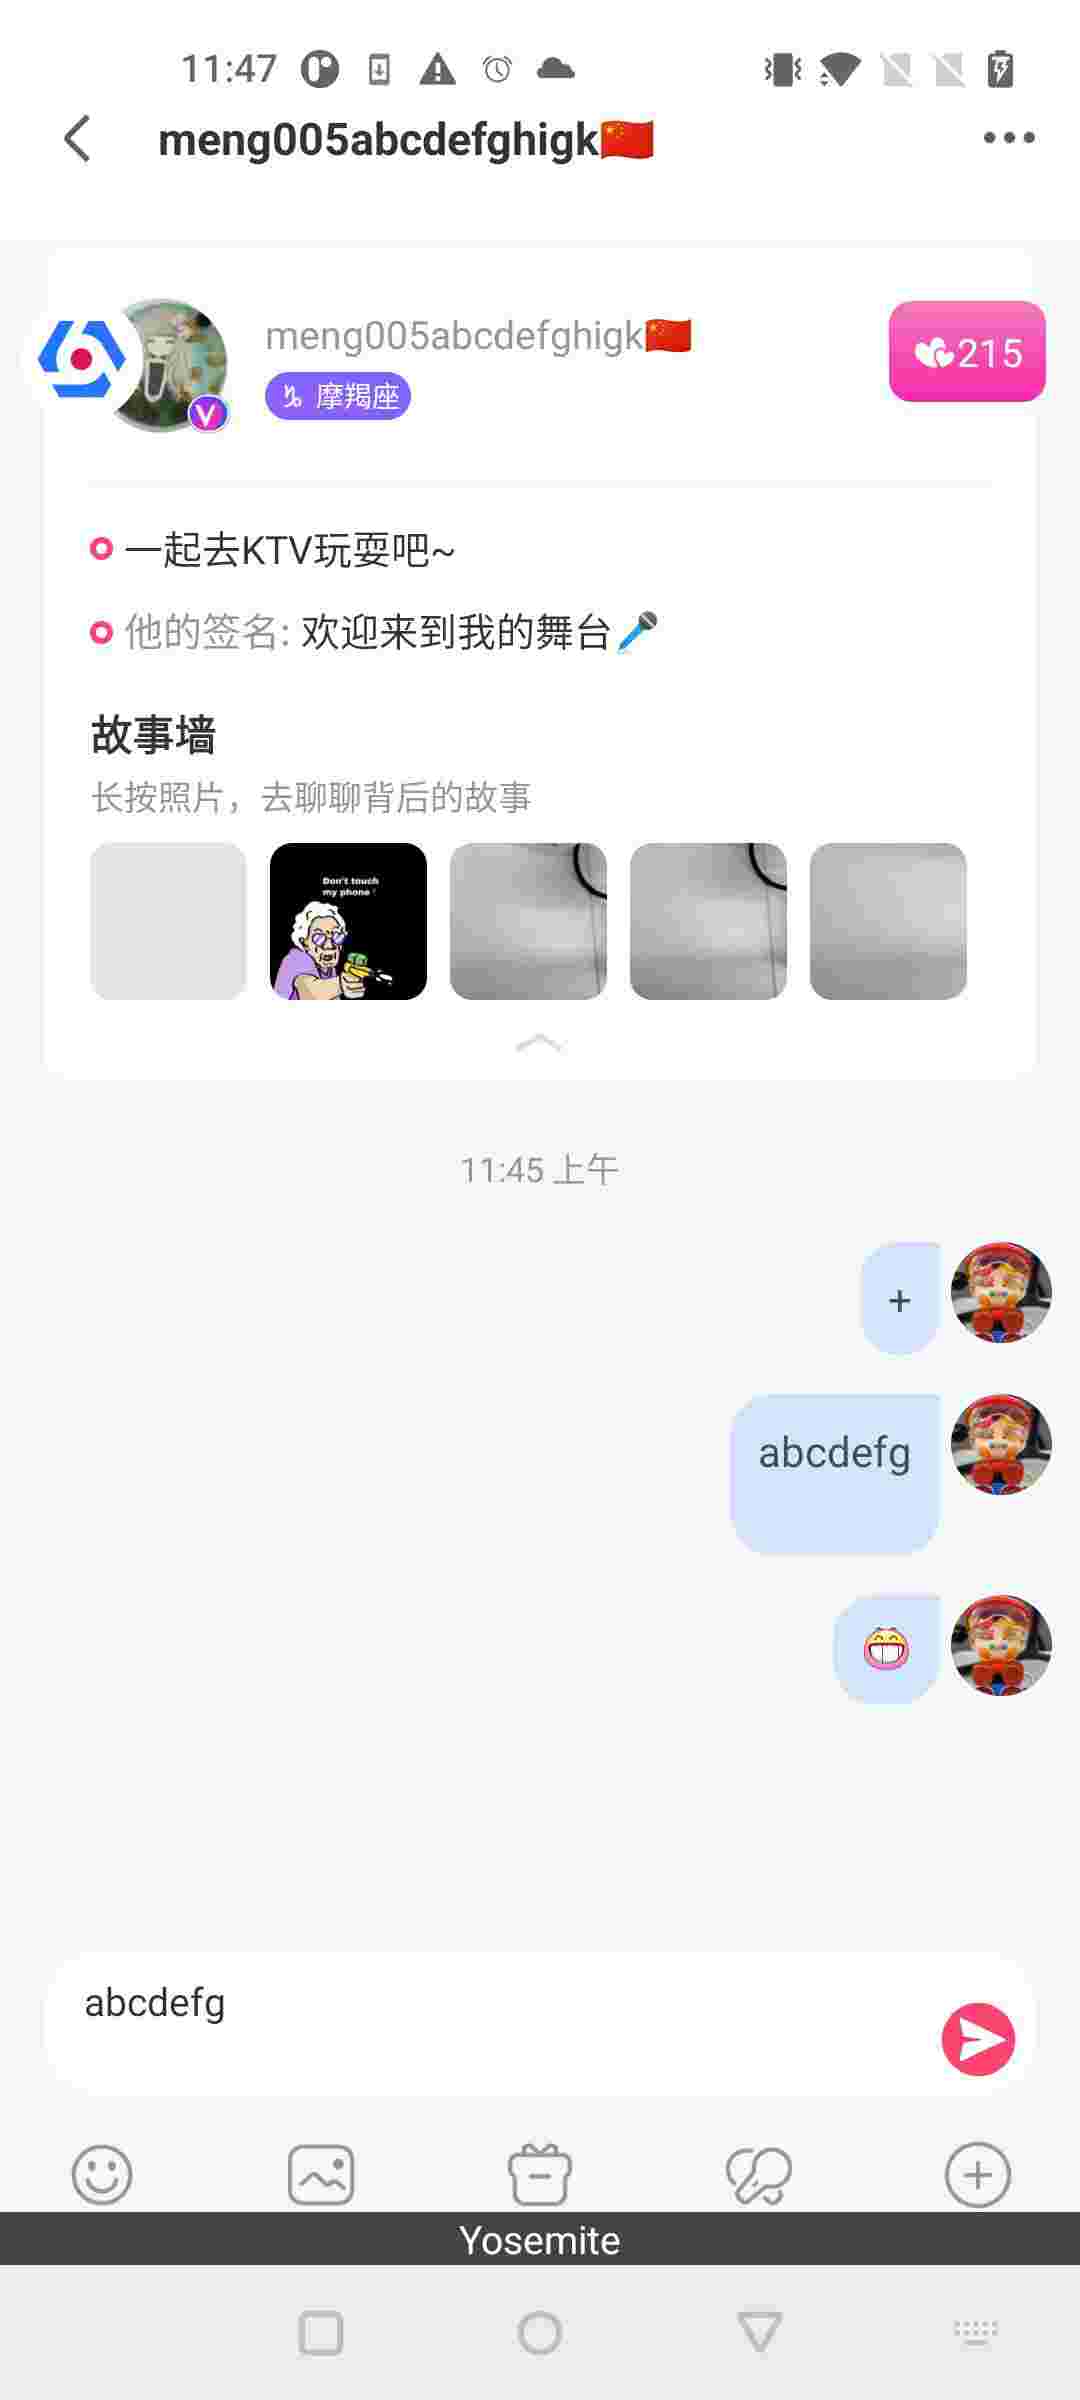 11:47
meng005abcdefghigk🇨🇳
meng005abcdefghigk🇨🇳
215
♑ 摩羯座
一起去KTV玩耍吧~
他的签名: 欢迎来到我的舞台🎤
故事墙
长按照片，去聊聊背后的故事
Don't touch
my phone !
11:45 上午
+
abcdefg
😁
abcdefg
Yosemite